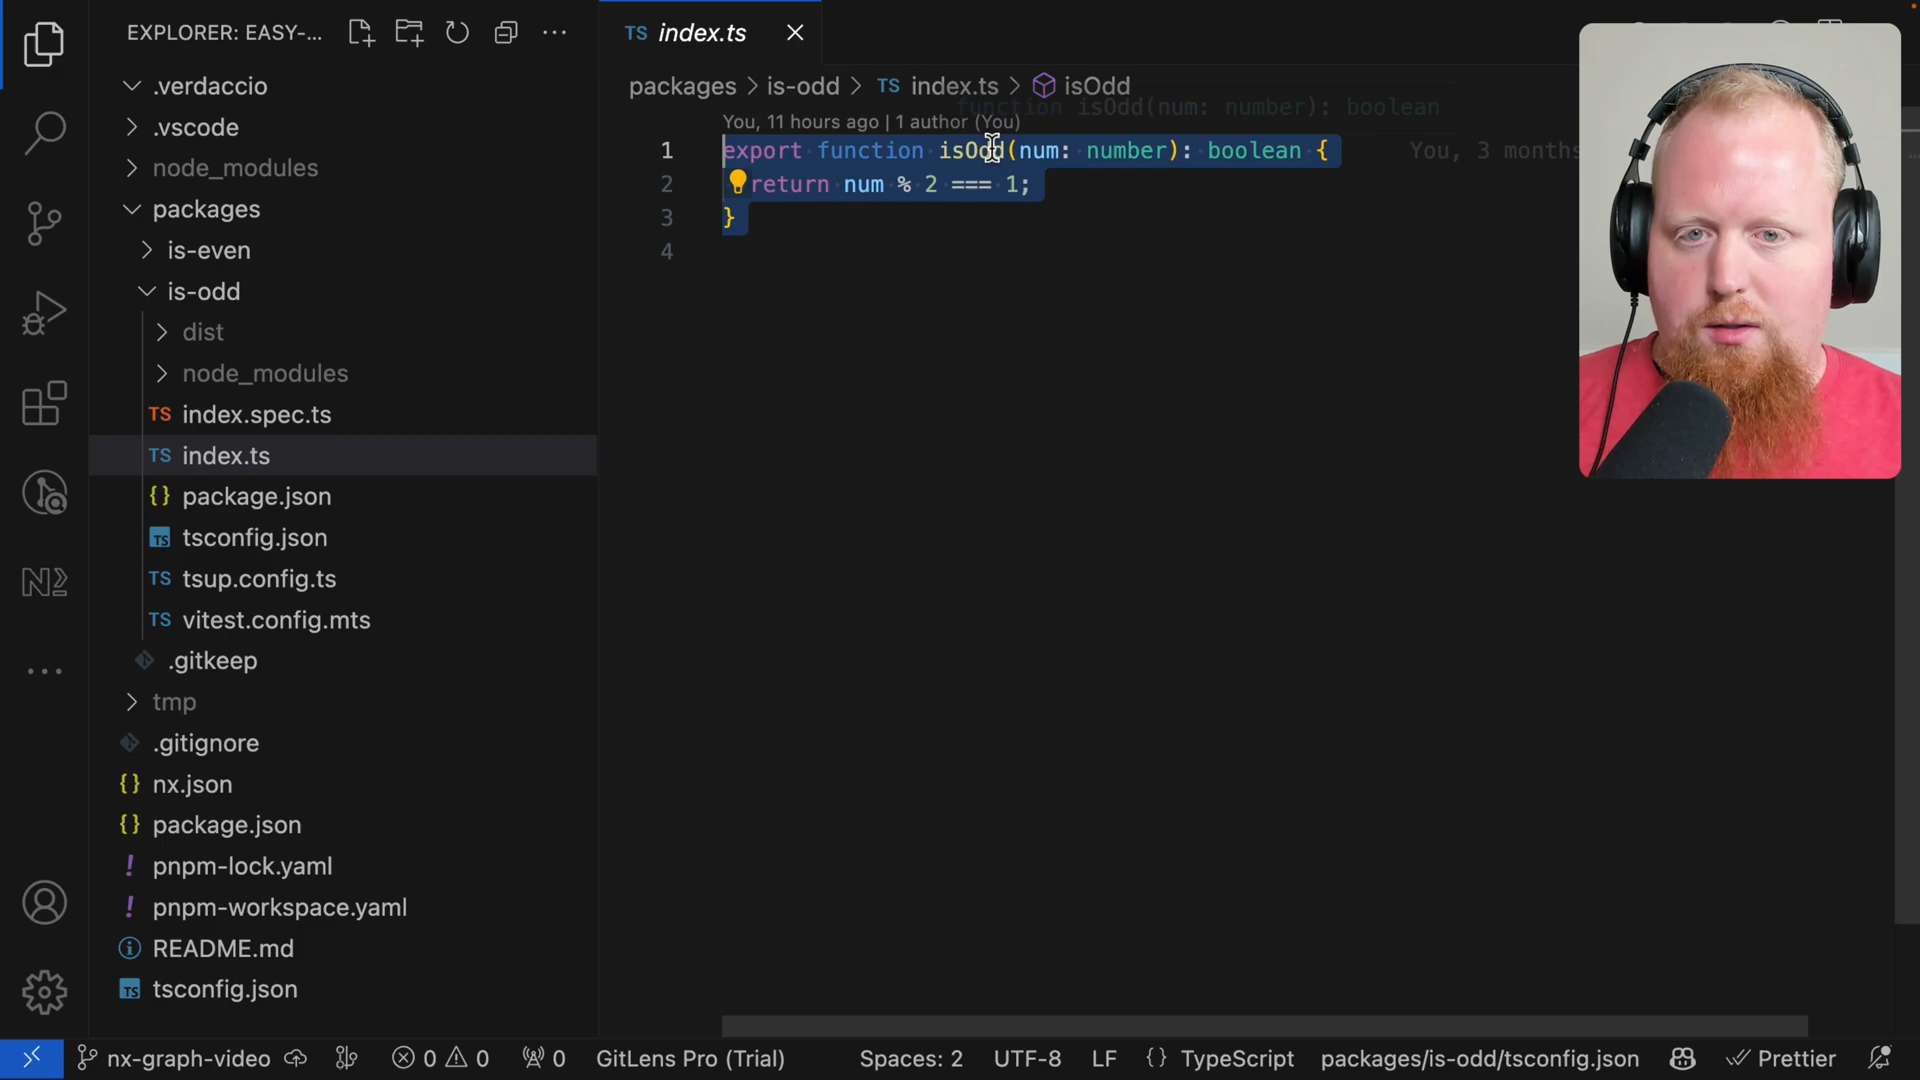 EXPLORER: EASY-...
.verdaccio
.vscode
node_modules
packages
is-even
is-odd
dist
node_modules
TS index.spec.ts
TS index.ts
{} package.json
TS tsconfig.json
TS tsup.config.ts
TS vitest.config.mts
.gitkeep
tmp
.gitignore
{} nx.json
{} package.json
! pnpm-lock.yaml
! pnpm-workspace.yaml
README.md
TS tsconfig.json
TS index.ts
packages > is-odd > TS index.ts > isOdd
function isOdd(num: number): boolean
You, 11 hours ago | 1 author (You)
1 export function isOdd(num: number): boolean { You, 3 months
2 return num % 2 === 1;
3 }
4
nx-graph-video 0 0 0 GitLens Pro (Trial) Spaces: 2 UTF-8 LF {} TypeScript packages/is-odd/tsconfig.json Prettier